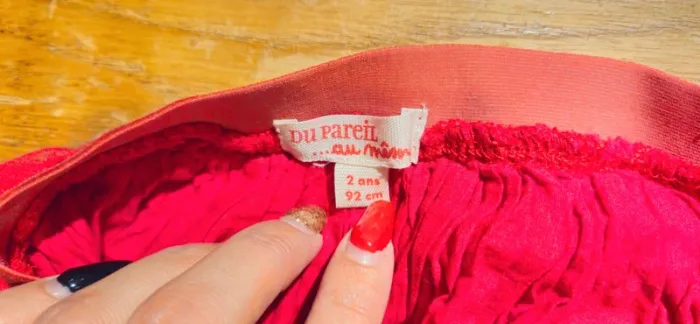 DU PAREIL
...au même
2 ans
92 cm